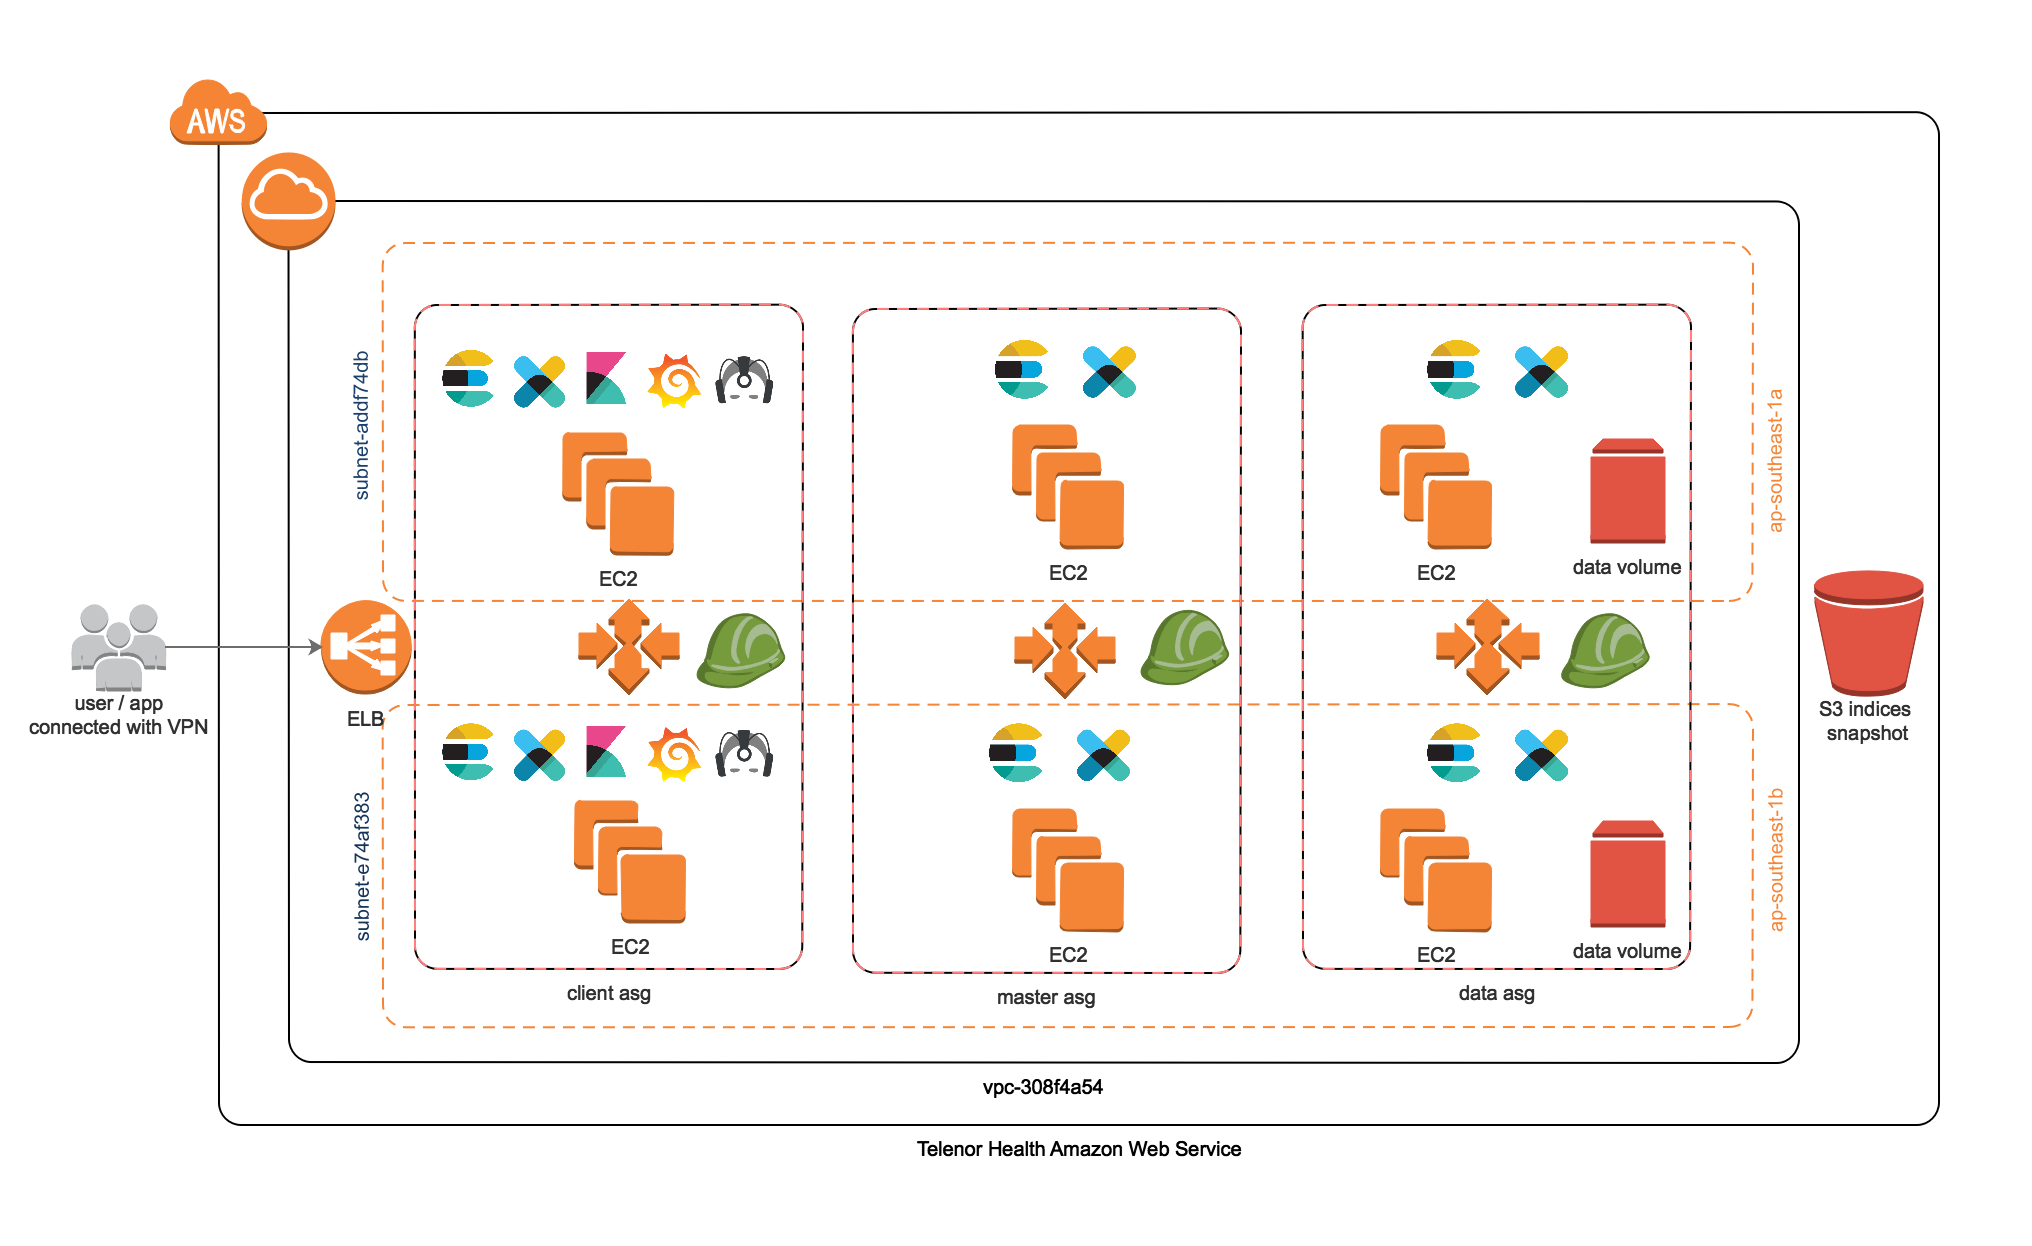 AWS
subnet-addf74db
ap-southeast-1a
EC2
EC2
EC2
data volume
user / app
connected with VPN
ELB
S3 indices
snapshot
subnet-e74af383
ap-southeast-1b
EC2
EC2
EC2
data volume
client asg
master asg
data asg
vpc-308f4a54
Telenor Health Amazon Web Service